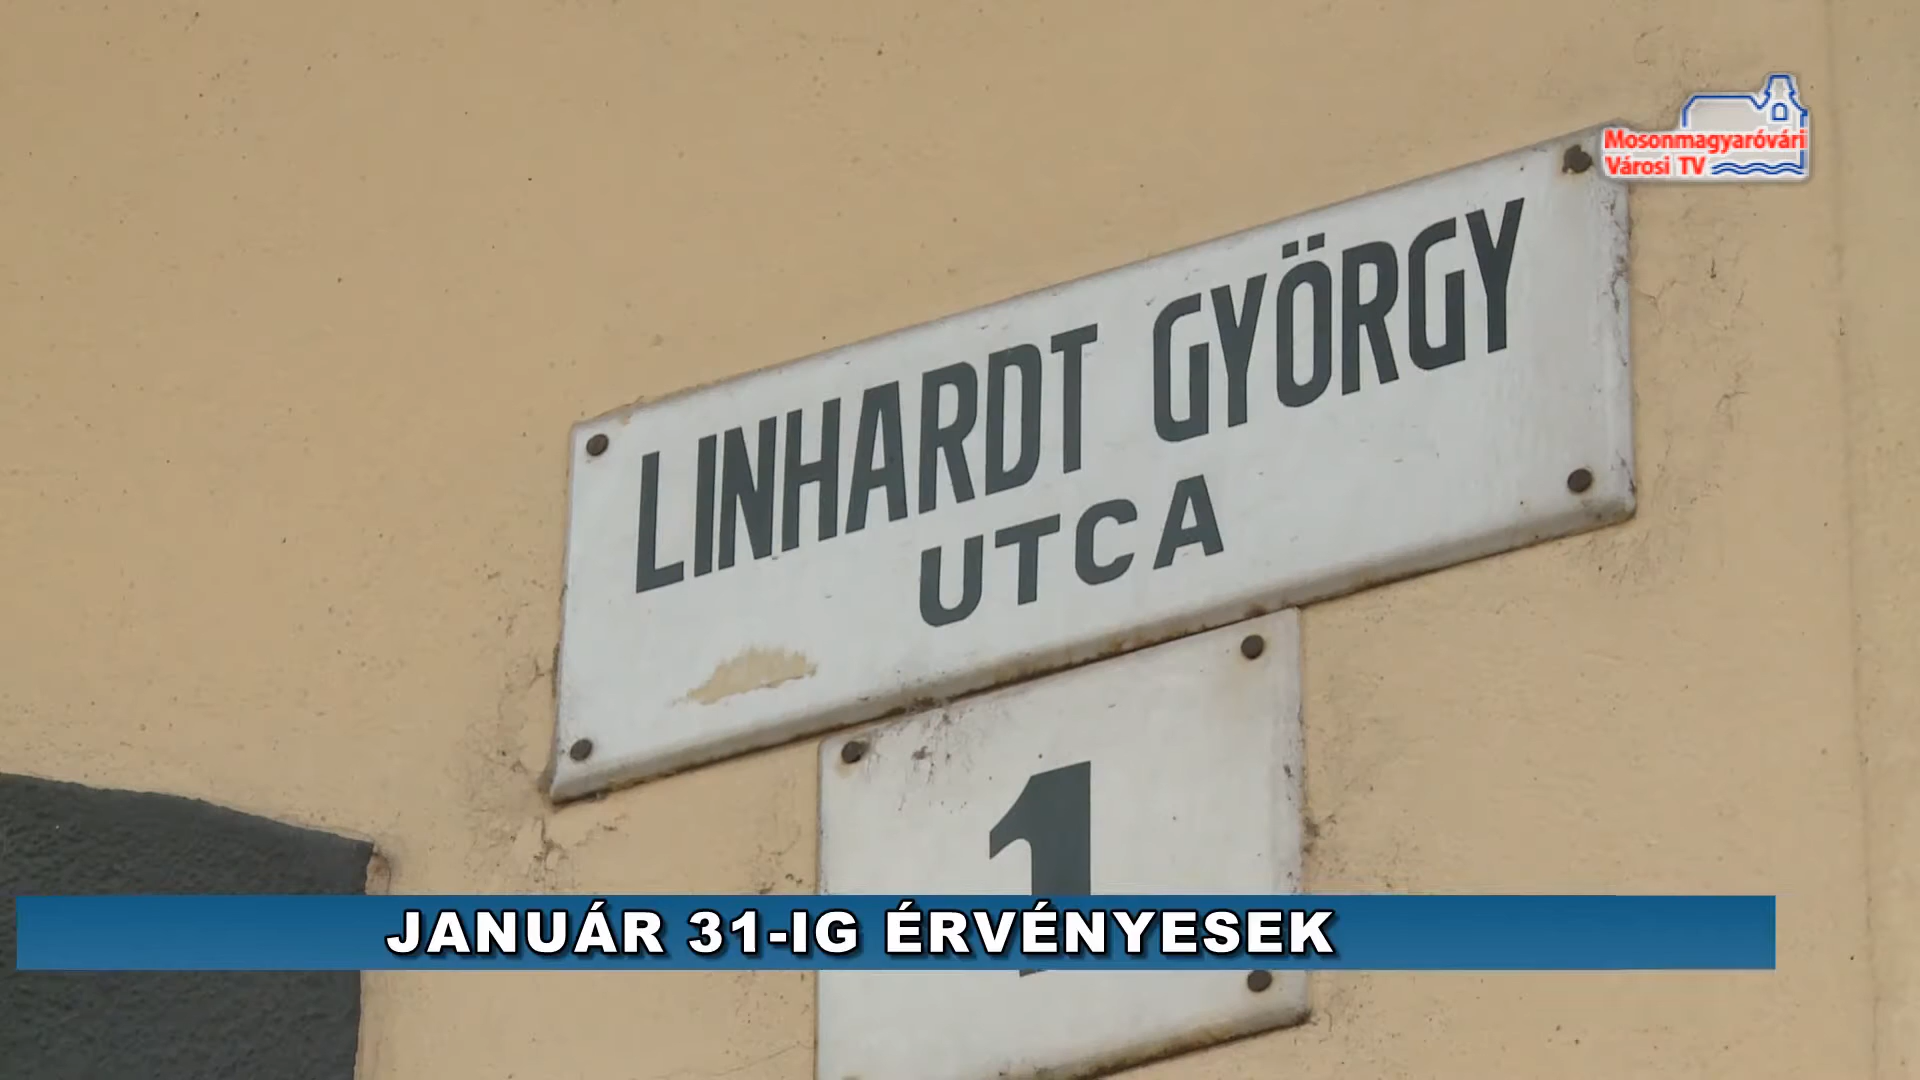 Mosonmagyaróvári
Városi TV
LINHARDT GYÖRGY
UTCA
1
JANUÁR 31-IG ÉRVÉNYESEK